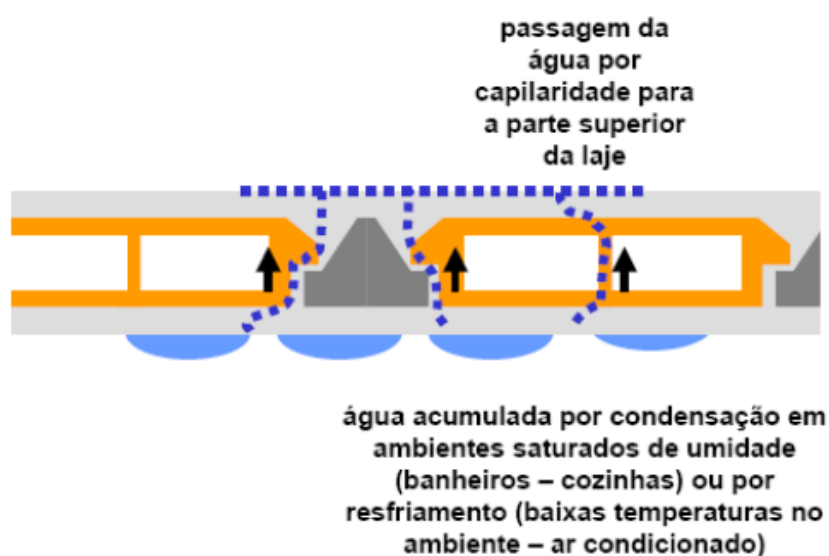 passagem da
água por
capilaridade para
a parte superior
da laje
água acumulada por condensação em
ambientes saturados de umidade
(banheiros – cozinhas) ou por
resfriamento (baixas temperaturas no
ambiente – ar condicionado)